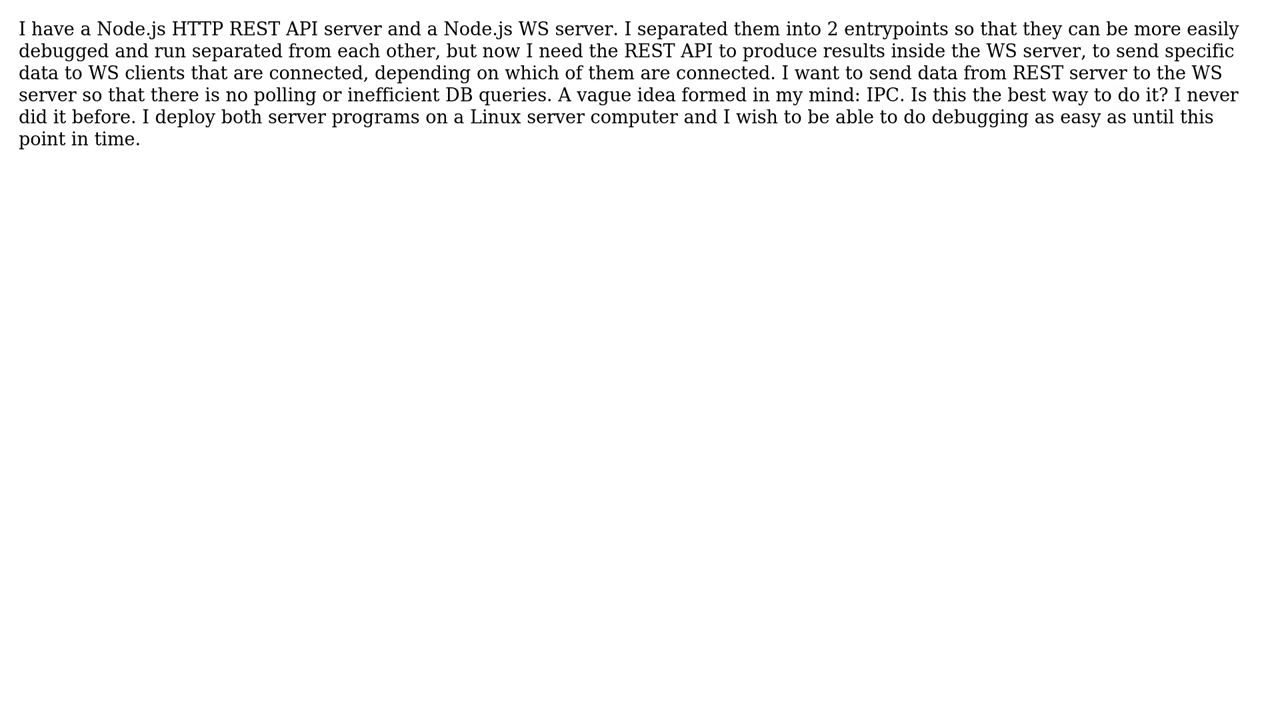 I have a Node.js HTTP REST API server and a Node.js WS server. I separated them into 2 entrypoints so that they can be more easily
debugged and run separated from each other, but now I need the REST API to produce results inside the WS server, to send specific
data to WS clients that are connected, depending on which of them are connected. I want to send data from REST server to the WS
server so that there is no polling or inefficient DB queries. A vague idea formed in my mind: IPC. Is this the best way to do it? I never
did it before. I deploy both server programs on a Linux server computer and I wish to be able to do debugging as easy as until this
point in time.